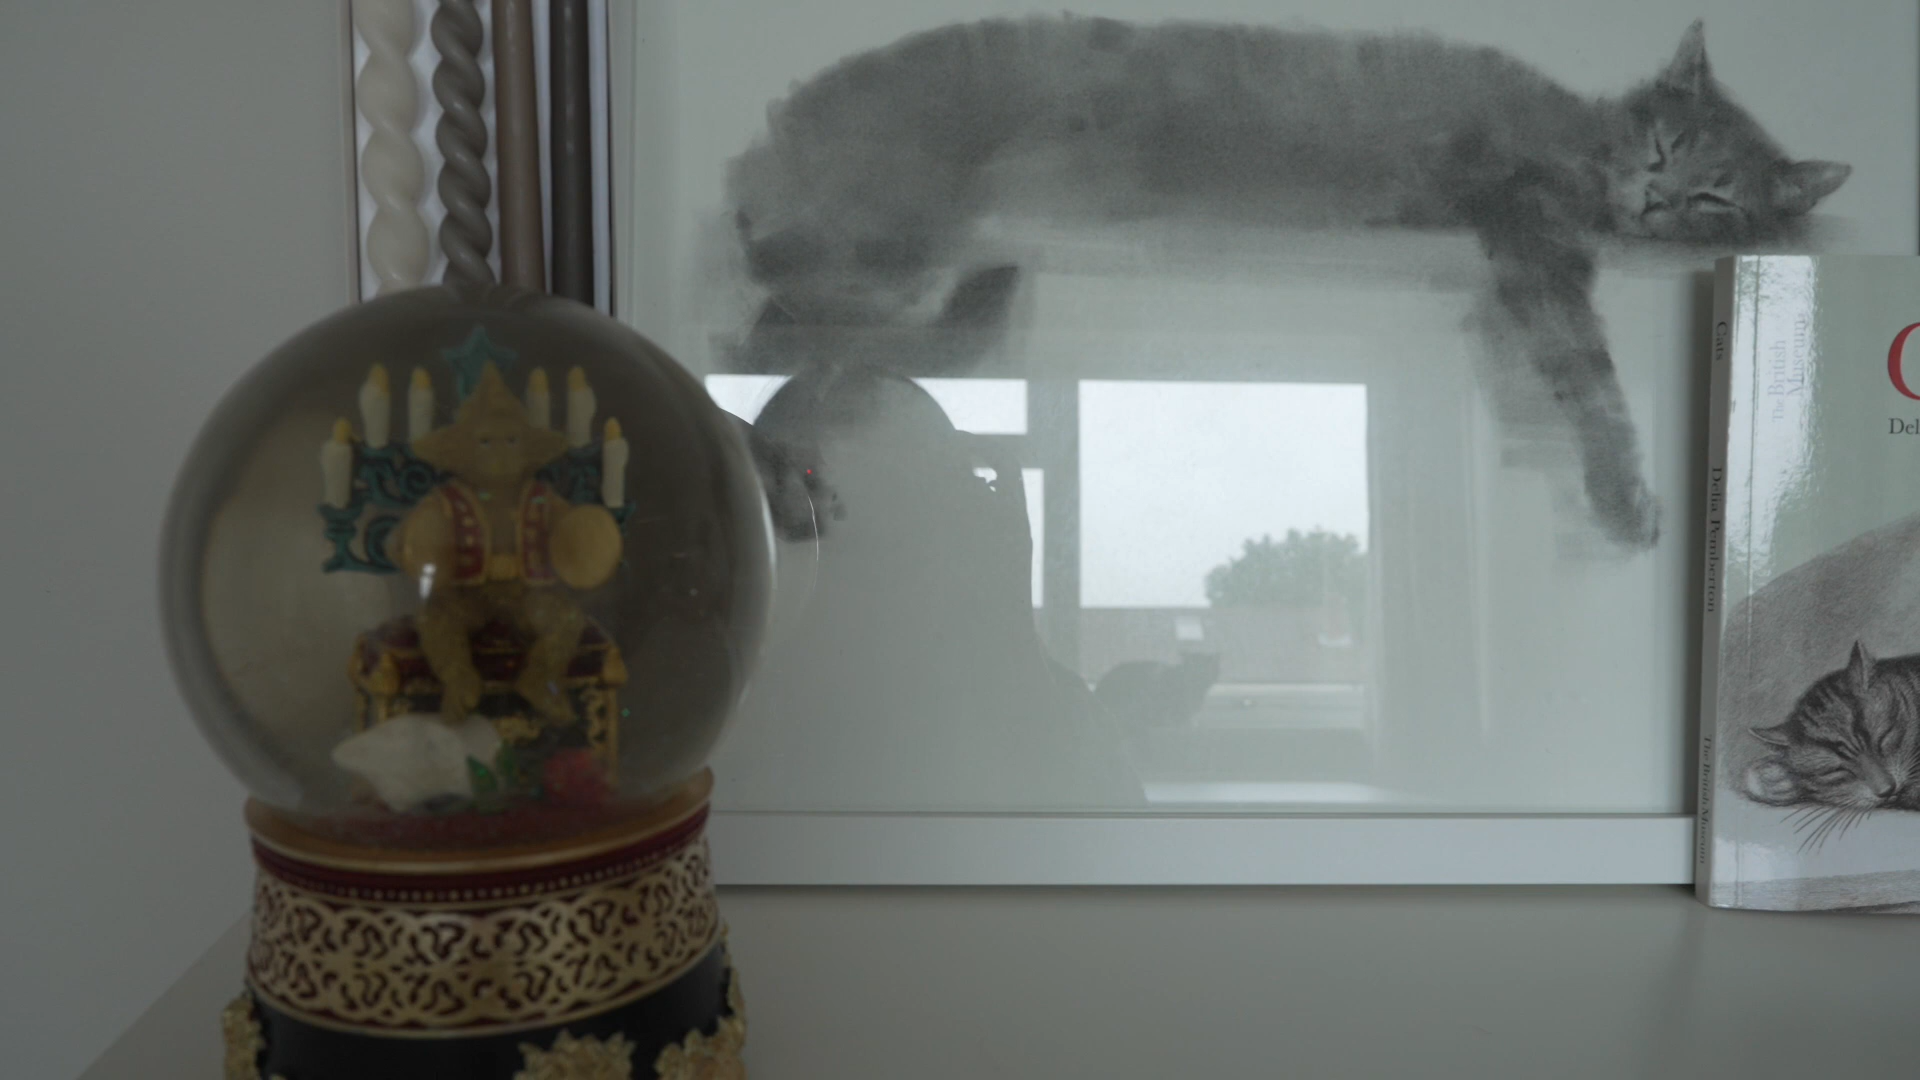 Cats
Delia Pemberton
The British Museum
The British
Museum
C
Del